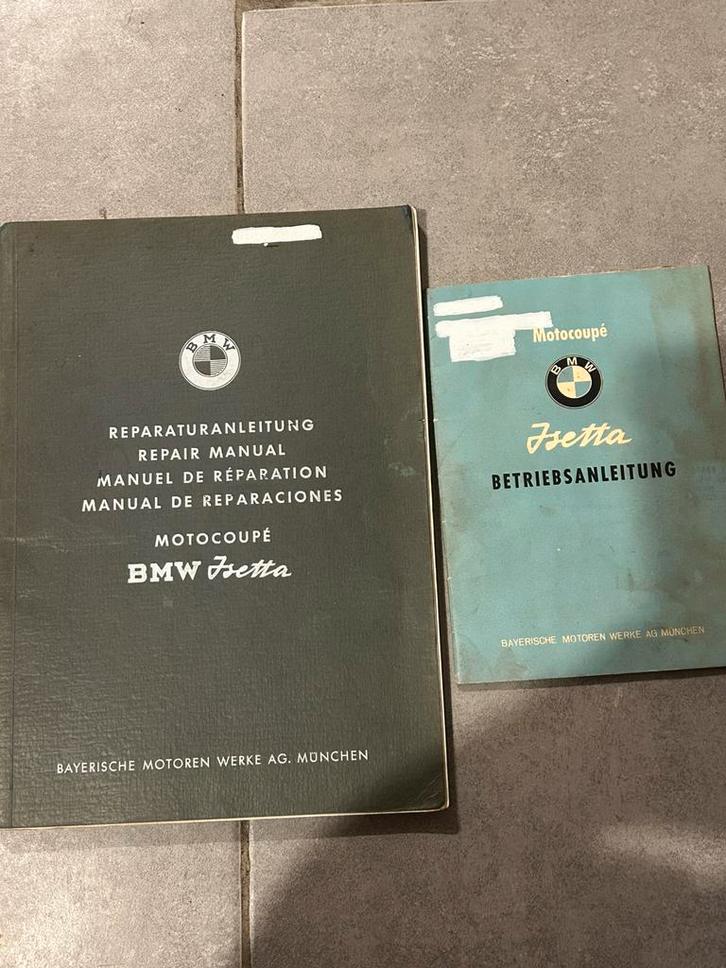 BMW
REPARATURANLEITUNG
REPAIR MANUAL
MANUEL DE RÉPARATION
MANUAL DE REPARACIONES
MOTOCOUPÉ
BMW Isetta
BAYERISCHE MOTOREN WERKE AG. MÜNCHEN
Motocoupé
BMW
Isetta
BETRIEBSANLEITUNG
BAYERISCHE MOTOREN WERKE AG MÜNCHEN